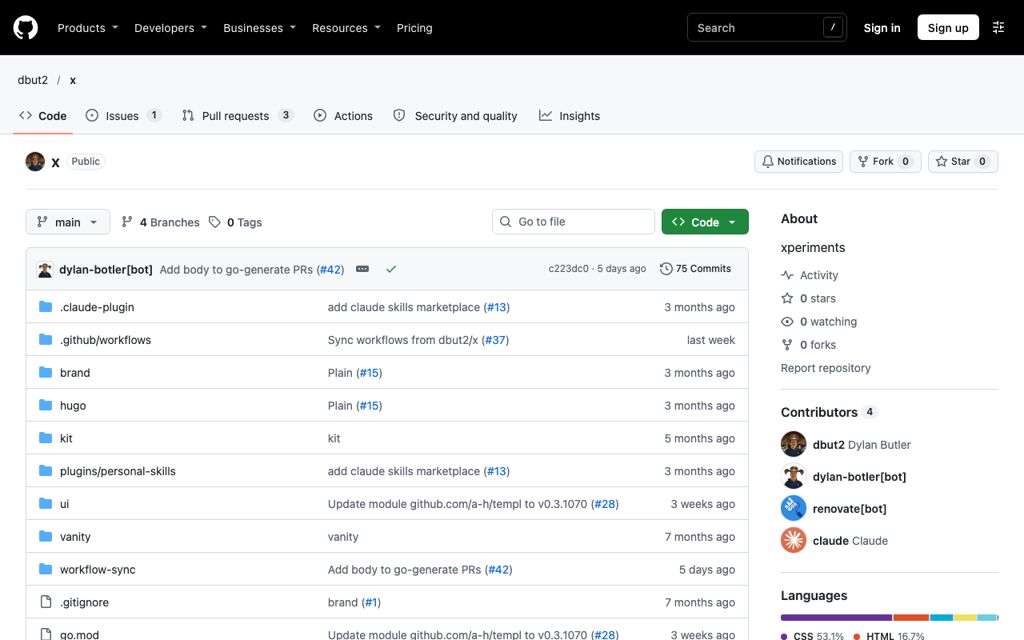 Products Developers Businesses Resources Pricing Search / Sign in Sign up
dbut2 / x
Code Issues 1 Pull requests 3 Actions Security and quality Insights
x Public Notifications Fork 0 Star 0
main 4 Branches 0 Tags Go to file Code
dylan-botler[bot] Add body to go-generate PRs (#42) c223dc0 · 5 days ago 75 Commits
.claude-plugin add claude skills marketplace (#13) 3 months ago
.github/workflows Sync workflows from dbut2/x (#37) last week
brand Plain (#15) 3 months ago
hugo Plain (#15) 3 months ago
kit kit 5 months ago
plugins/personal-skills add claude skills marketplace (#13) 3 months ago
ui Update module github.com/a-h/templ to v0.3.1070 (#28) 3 weeks ago
vanity vanity 7 months ago
workflow-sync Add body to go-generate PRs (#42) 5 days ago
.gitignore brand (#1) 7 months ago
go.mod Update module github.com/a-h/templ to v0.3.1070 (#28) 3 weeks ago
About
xperiments
Activity
0 stars
0 watching
0 forks
Report repository
Contributors 4
dbut2 Dylan Butler
dylan-botler[bot]
renovate[bot]
claude Claude
Languages
CSS 53.1% HTML 16.7%